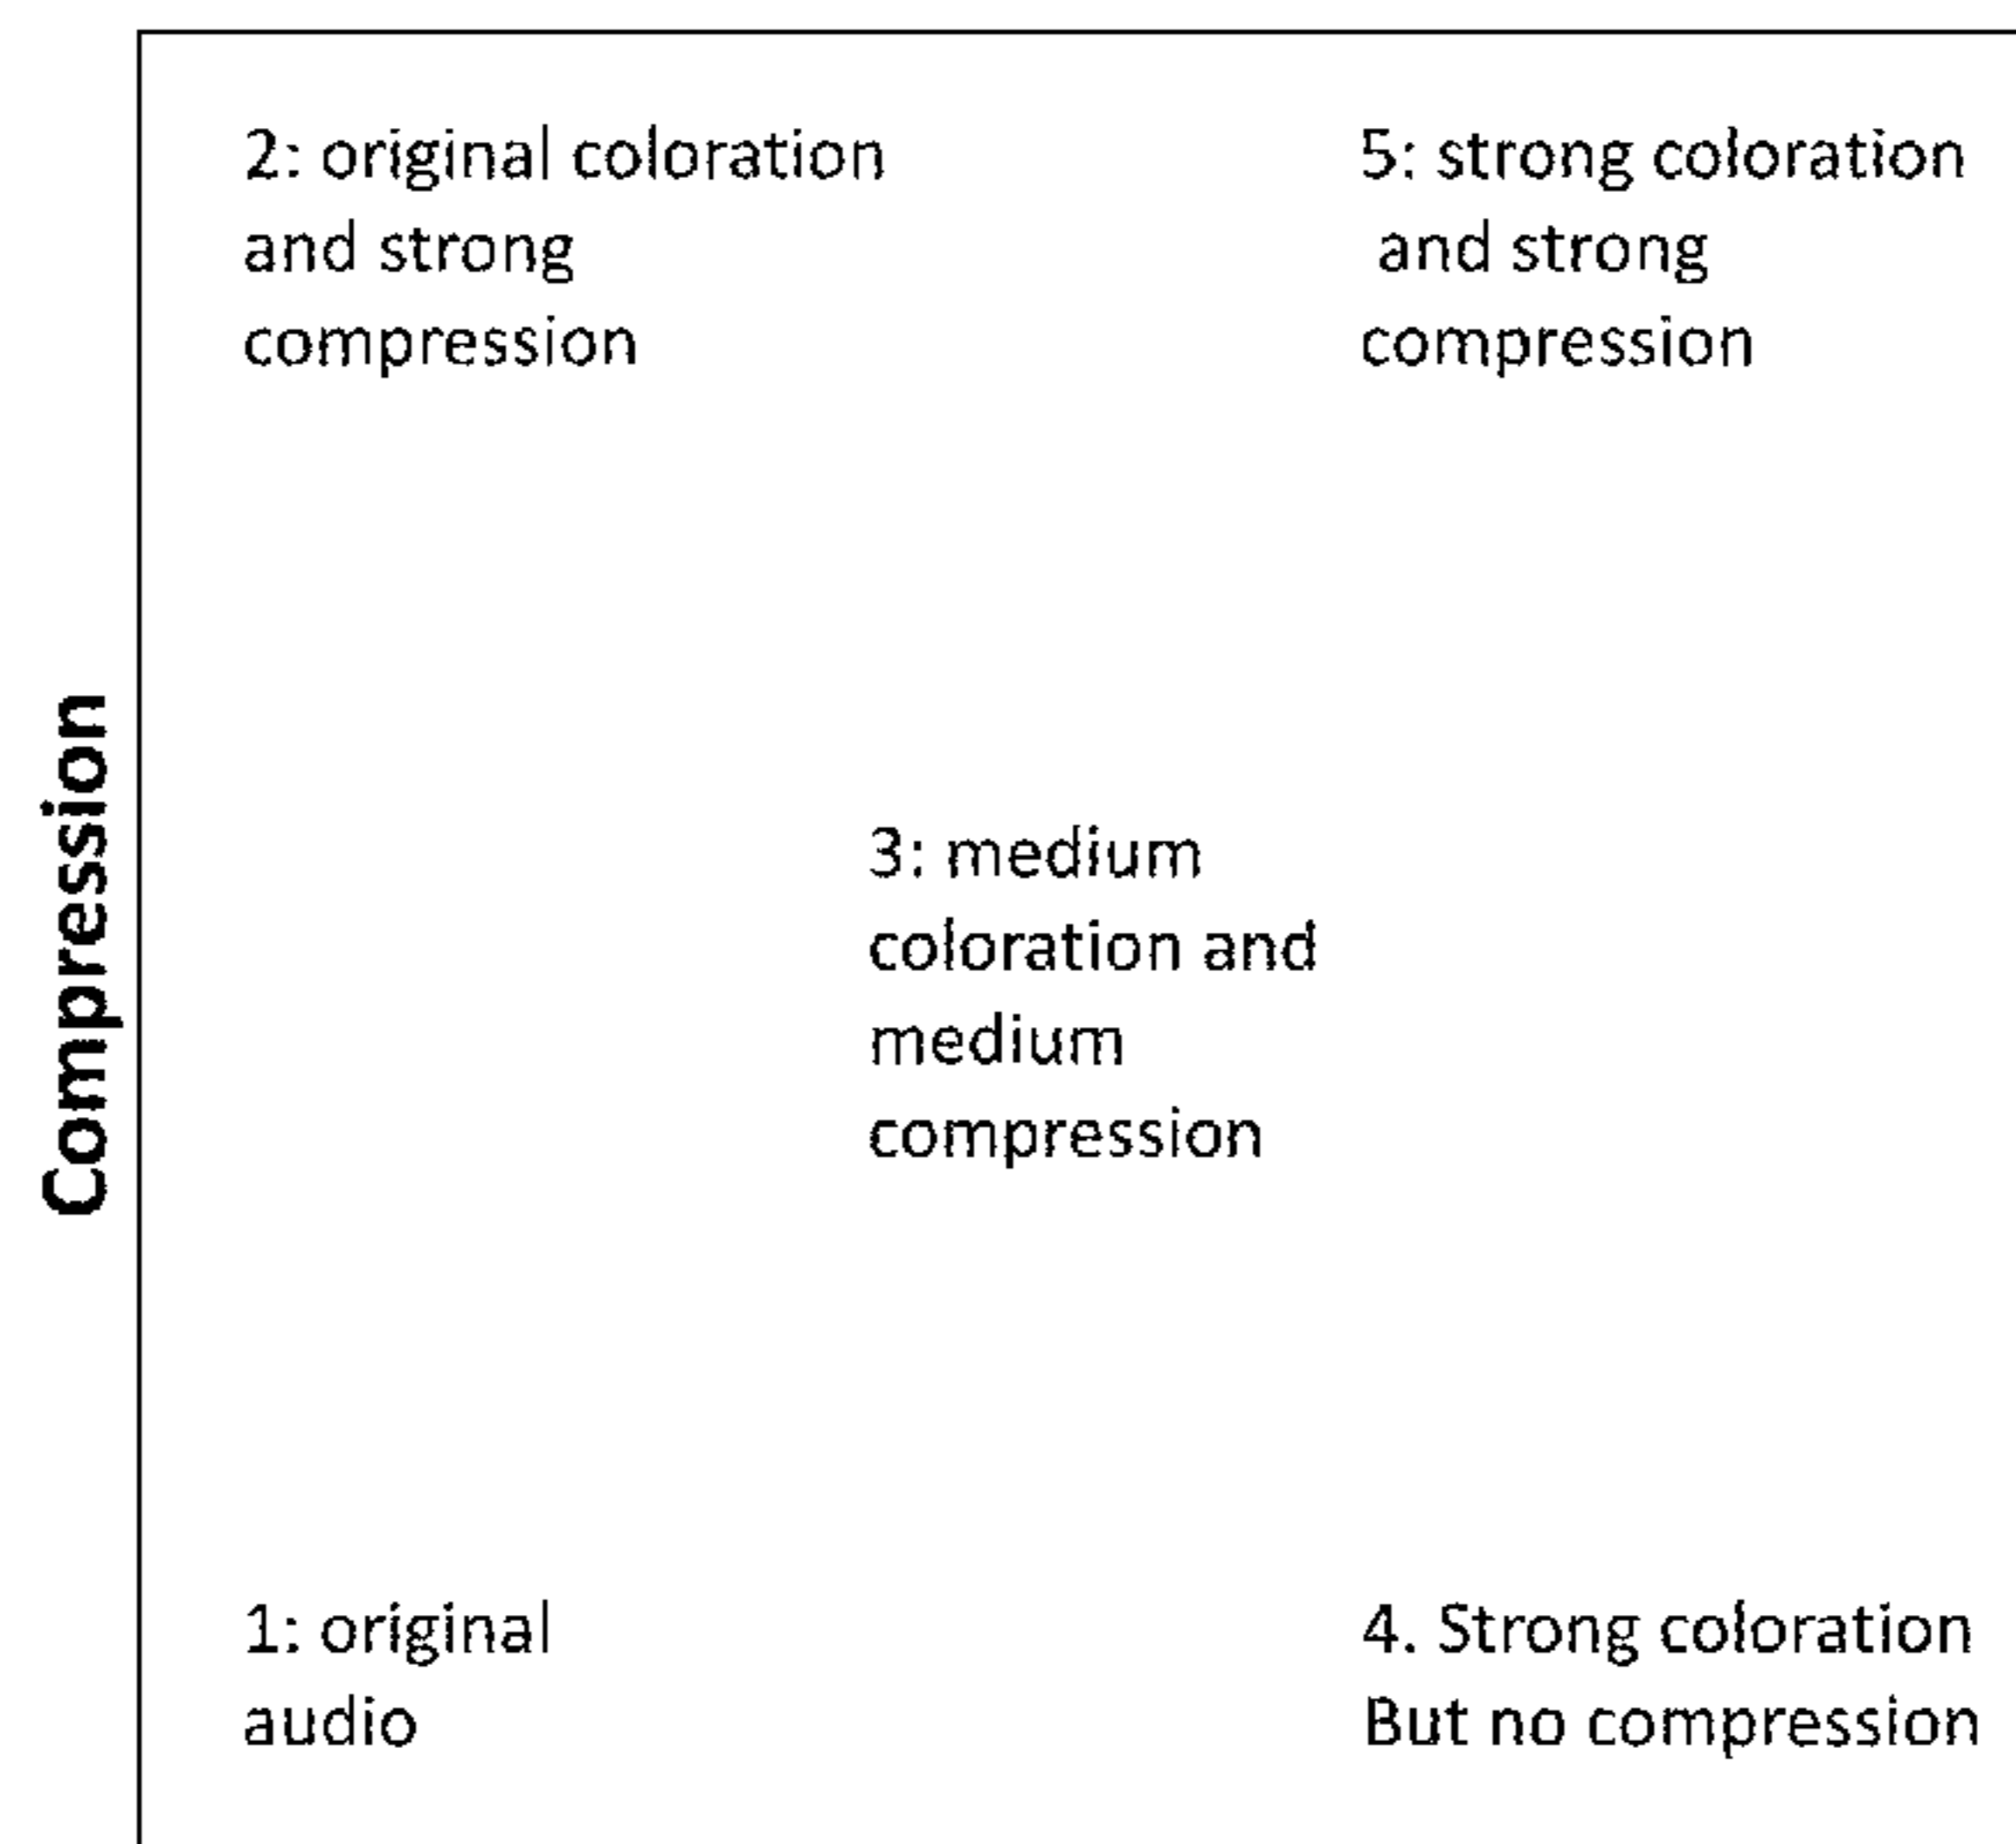 2: original coloration
and strong
compression
5: strong coloration
and strong
compression
Compression
3: medium
coloration and
medium
compression
1: original
audio
4. Strong coloration
But no compression